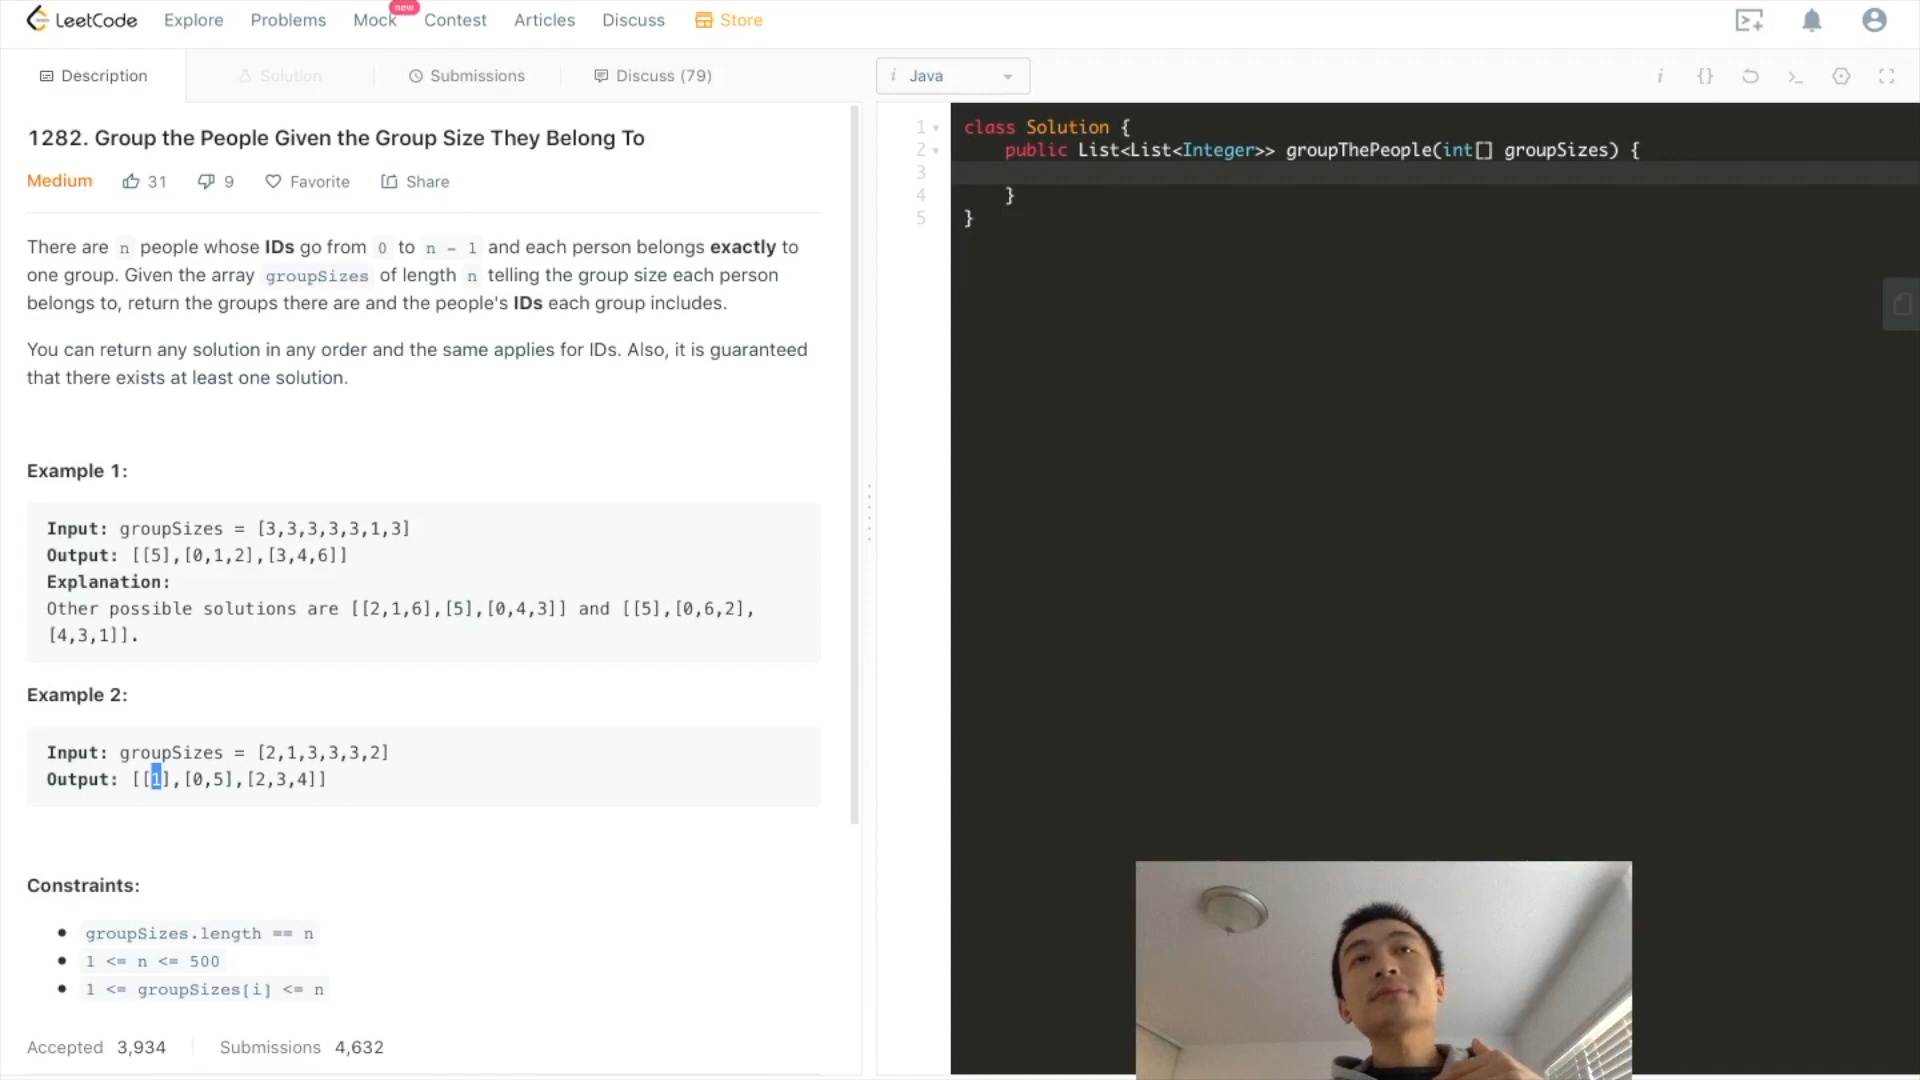 LeetCode Explore Problems Mock new Contest Articles Discuss Store
Description Solution Submissions Discuss (79)
1282. Group the People Given the Group Size They Belong To
Medium 31 9 Favorite Share
There are n people whose IDs go from 0 to n - 1 and each person belongs exactly to
one group. Given the array groupSizes of length n telling the group size each person
belongs to, return the groups there are and the people's IDs each group includes.
You can return any solution in any order and the same applies for IDs. Also, it is guaranteed
that there exists at least one solution.
Example 1:
Input: groupSizes = [3,3,3,3,3,1,3]
Output: [[5],[0,1,2],[3,4,6]]
Explanation:
Other possible solutions are [[2,1,6],[5],[0,4,3]] and [[5],[0,6,2],
[4,3,1]].
Example 2:
Input: groupSizes = [2,1,3,3,3,2]
Output: [[1],[0,5],[2,3,4]]
Constraints:
groupSizes.length == n
1 <= n <= 500
1 <= groupSizes[i] <= n
Accepted 3,934 Submissions 4,632
i Java i {} >_
1 class Solution {
2 public List<List<Integer>> groupThePeople(int[] groupSizes) {
3
4 }
5 }